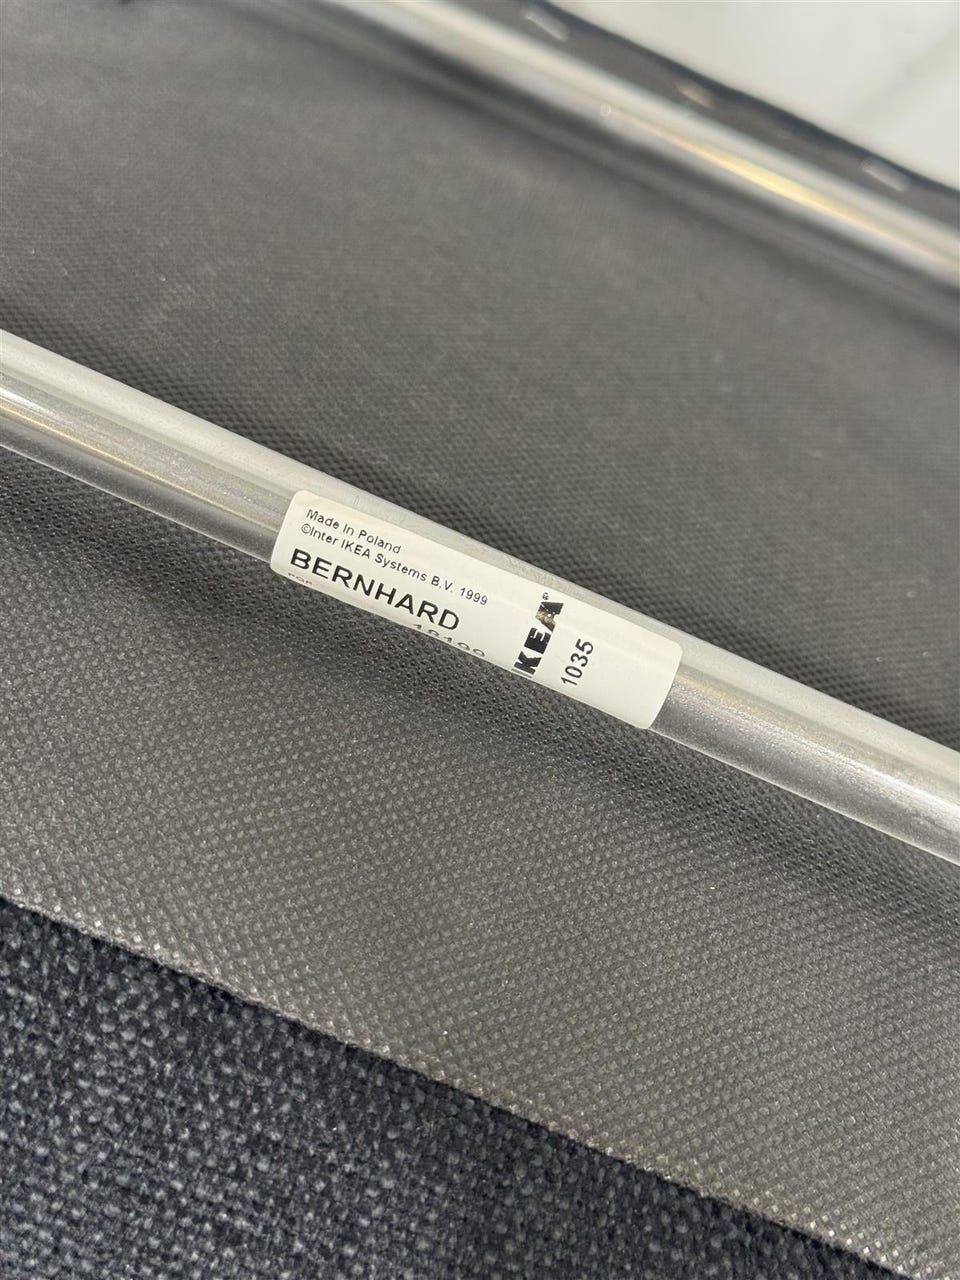 Made in Poland
©Inter IKEA Systems B.V. 1999
BERNHARD
IKEA®
1035